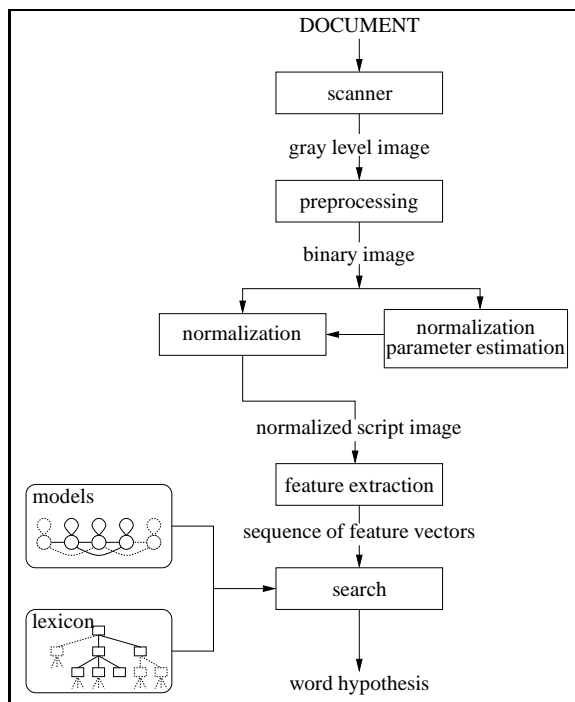 DOCUMENT
scanner
gray level image
preprocessing
binary image
normalization
normalization
parameter estimation
normalized script image
feature extraction
models
sequence of feature vectors
search
lexicon
word hypothesis